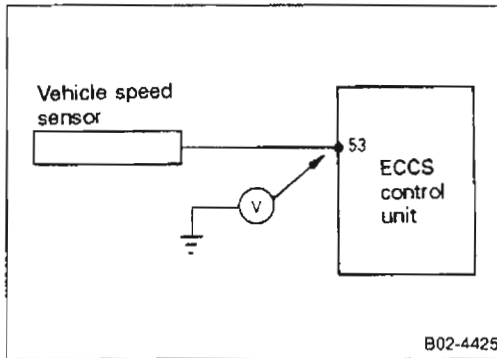 Vehicle speed
sensor
53
ECCS
control
unit
V
B02-4425